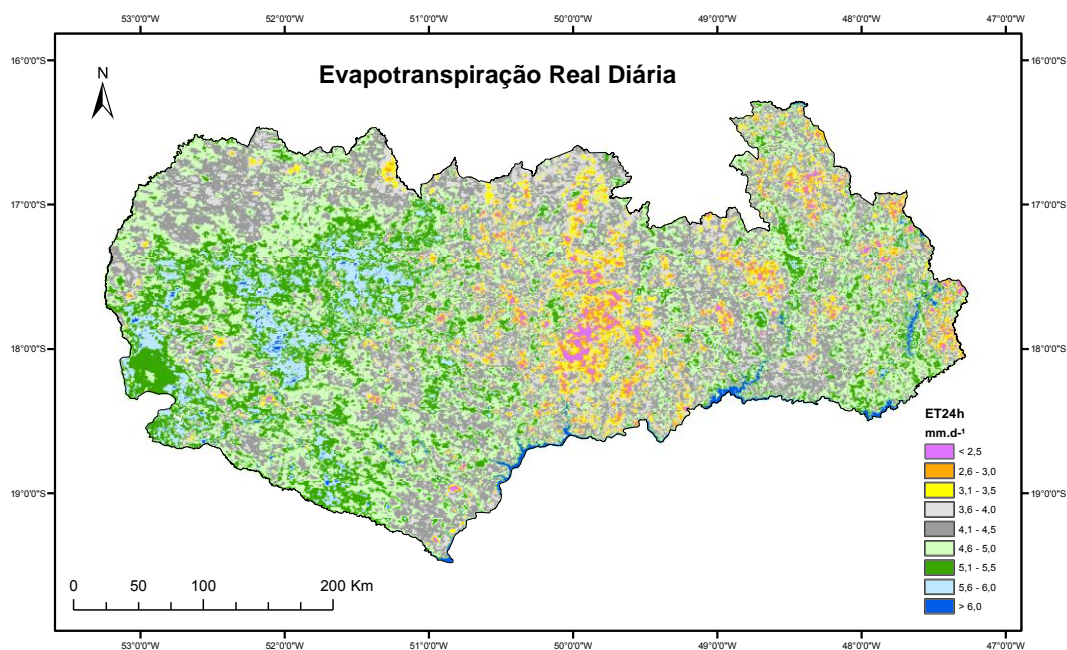 53°0'0"W 52°0'0"W 51°0'0"W 50°0'0"W 49°0'0"W 48°0'0"W 47°0'0"W
16°0'0"S 16°0'0"S
Evapotranspiração Real Diária
N
17°0'0"S 17°0'0"S
18°0'0"S 18°0'0"S
19°0'0"S 19°0'0"S
ET24h
mm.d-¹
< 2,5
2,6 - 3,0
3,1 - 3,5
3,6 - 4,0
4,1 - 4,5
4,6 - 5,0
5,1 - 5,5
5,6 - 6,0
> 6,0
0 50 100 200 Km
53°0'0"W 52°0'0"W 51°0'0"W 50°0'0"W 49°0'0"W 48°0'0"W 47°0'0"W